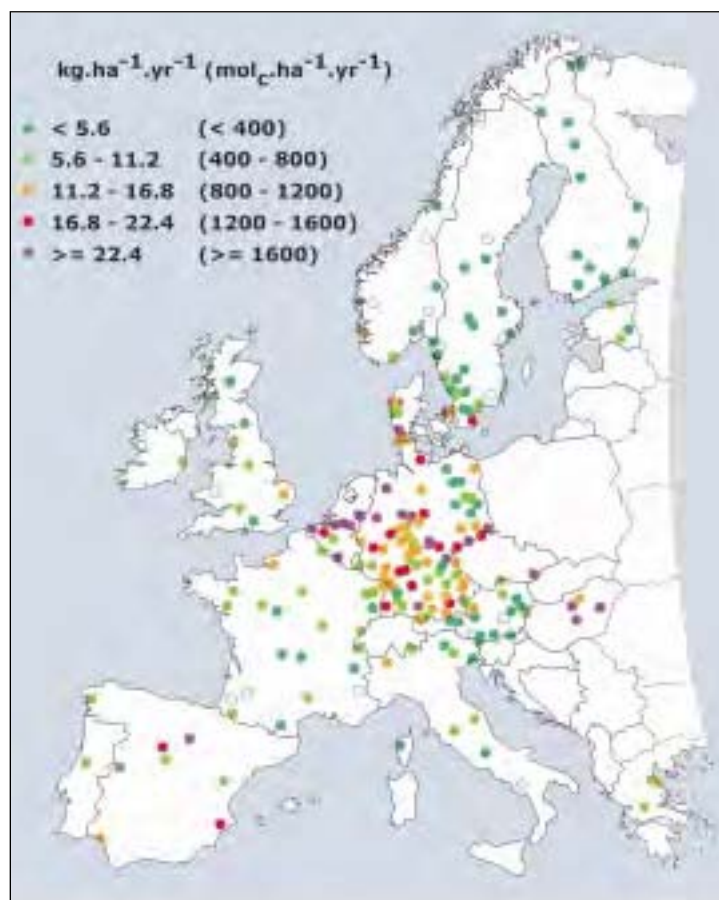 kg.ha⁻¹.yr⁻¹ (mol_c.ha⁻¹.yr⁻¹)
< 5.6 (< 400)
5.6 - 11.2 (400 - 800)
11.2 - 16.8 (800 - 1200)
16.8 - 22.4 (1200 - 1600)
>= 22.4 (>= 1600)